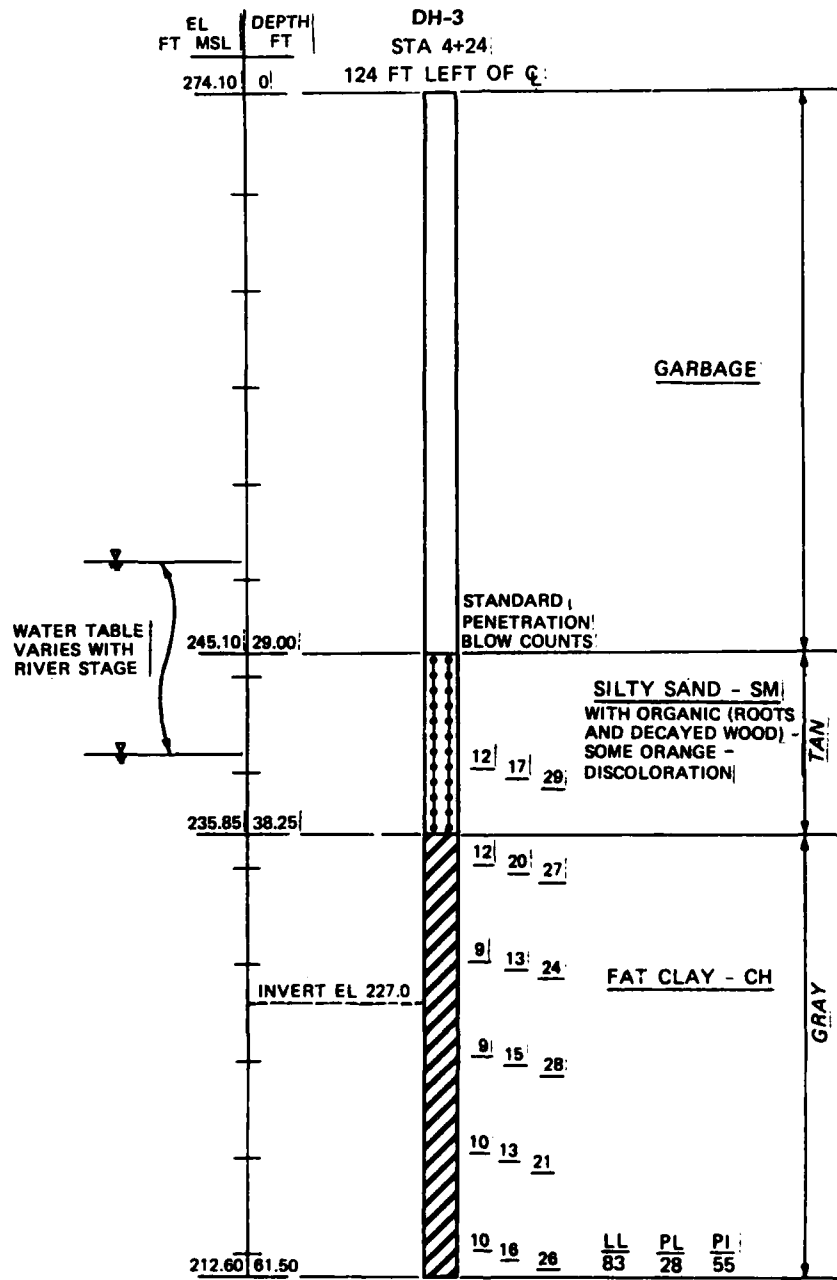 DH-3
STA 4+24
124 FT LEFT OF ℄
EL DEPTH
FT MSL FT
274.10 0
GARBAGE
STANDARD
PENETRATION
BLOW COUNTS
WATER TABLE
VARIES WITH
RIVER STAGE
245.10 29.00
SILTY SAND - SM
WITH ORGANIC (ROOTS
AND DECAYED WOOD) -
SOME ORANGE -
DISCOLORATION
TAN
12 17 29
235.85 38.25
12 20 27
9 13 24
FAT CLAY - CH
GRAY
INVERT EL 227.0
9 15 28
10 13 21
10 16 26
LL PL PI
83 28 55
212.60 61.50